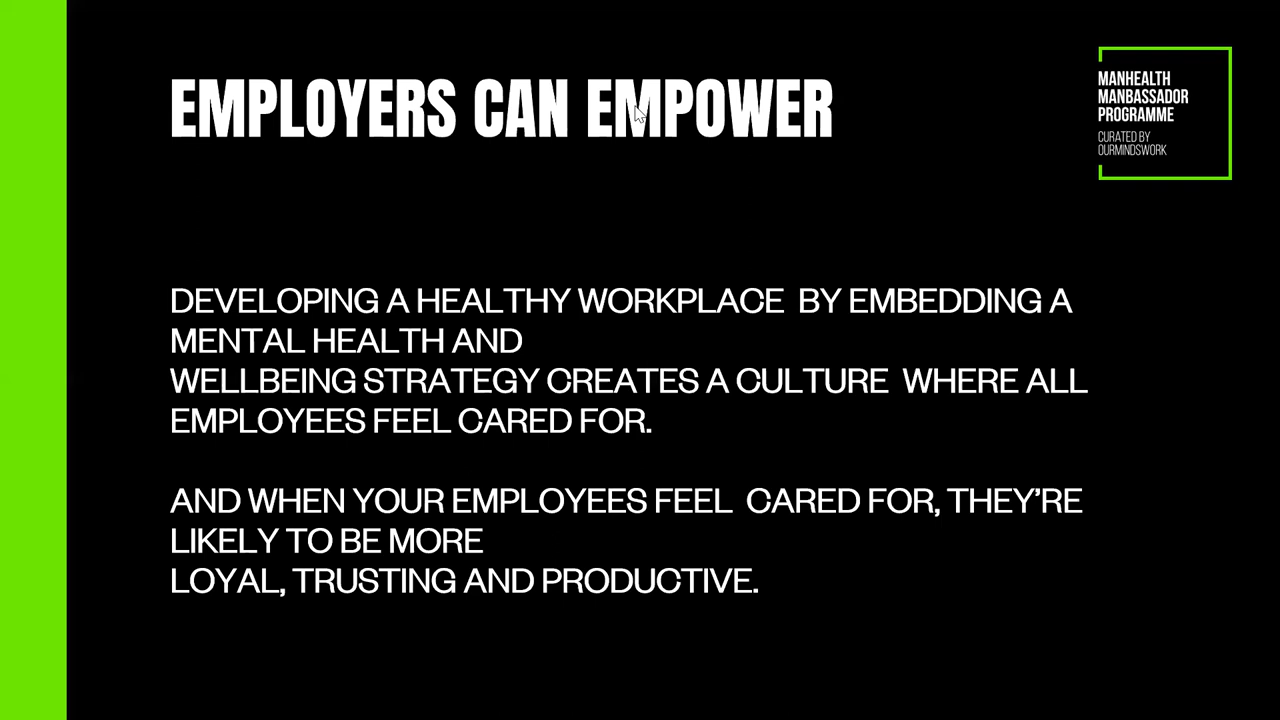 EMPLOYERS CAN EMPOWER
MANHEALTH
MANBASSADOR
PROGRAMME
CURATED BY
OURMINDSWORK
DEVELOPING A HEALTHY WORKPLACE BY EMBEDDING A
MENTAL HEALTH AND
WELLBEING STRATEGY CREATES A CULTURE WHERE ALL
EMPLOYEES FEEL CARED FOR.
AND WHEN YOUR EMPLOYEES FEEL CARED FOR, THEY’RE
LIKELY TO BE MORE
LOYAL, TRUSTING AND PRODUCTIVE.